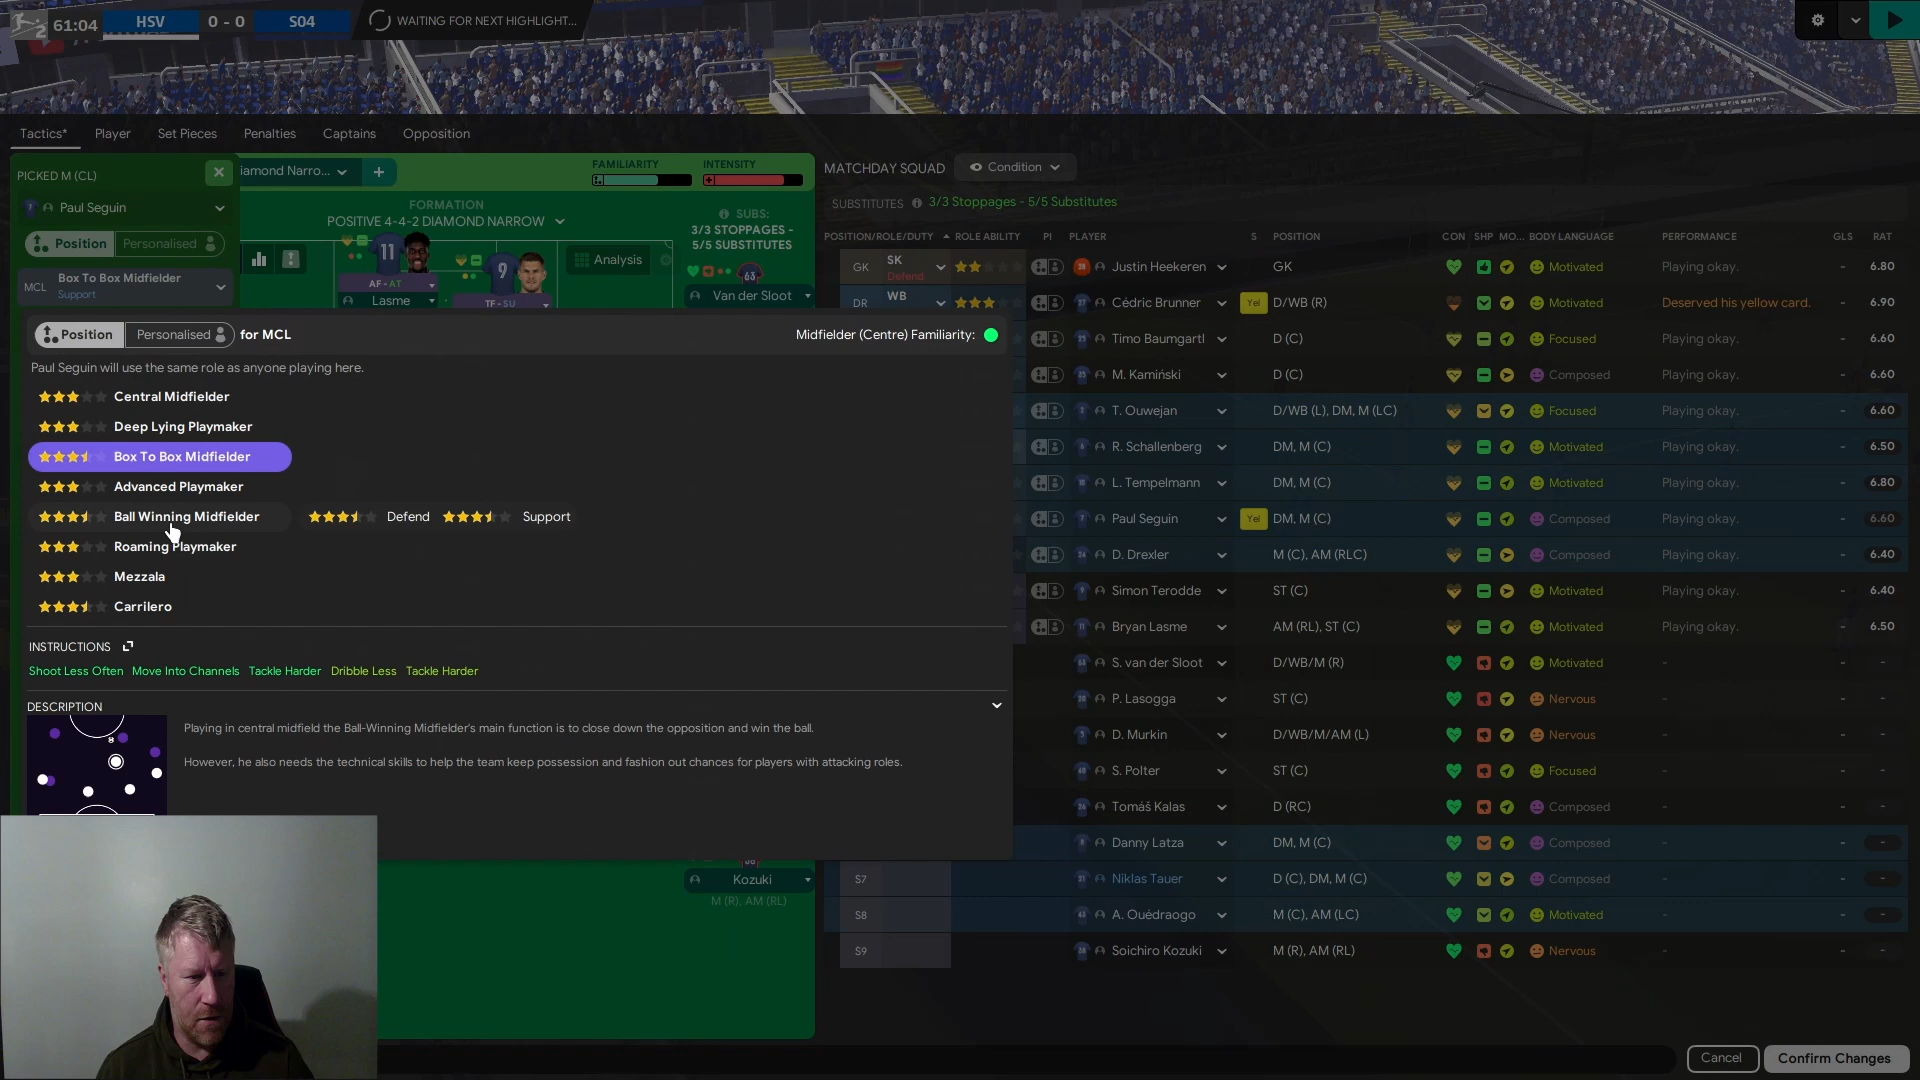 61:04 HSV 0 - 0 S04 WAITING FOR NEXT HIGHLIGHT...
Tactics* Player Set Pieces Penalties Captains Opposition
PICKED M (CL)
Paul Seguin
Position Personalised
MCL Box To Box Midfielder
Support
iamond Narro...
FAMILIARITY INTENSITY
FORMATION
POSITIVE 4-4-2 DIAMOND NARROW
SUBS:
3/3 STOPPAGES -
5/5 SUBSTITUTES
Analysis
11
AF - AT
Lasme
9
TF - SU
63
Van der Sloot
Position Personalised for MCL Midfielder (Centre) Familiarity:
Paul Seguin will use the same role as anyone playing here.
Central Midfielder
Deep Lying Playmaker
Box To Box Midfielder
Advanced Playmaker
Ball Winning Midfielder Defend Support
Roaming Playmaker
Mezzala
Carrilero
INSTRUCTIONS
Shoot Less Often Move Into Channels Tackle Harder Dribble Less Tackle Harder
DESCRIPTION
Playing in central midfield the Ball-Winning Midfielder's main function is to close down the opposition and win the ball.
However, he also needs the technical skills to help the team keep possession and fashion out chances for players with attacking roles.
Kozuki
M (R), AM (RL)
MATCHDAY SQUAD Condition
SUBSTITUTES 3/3 Stoppages - 5/5 Substitutes
POSITION/ROLE/DUTY ROLE ABILITY PI PLAYER S POSITION CON SHP MO... BODY LANGUAGE PERFORMANCE GLS RAT
GK SK Defend Justin Heekeren GK Motivated Playing okay. - 6.80
DR WB Cédric Brunner Yel D/WB (R) Motivated Deserved his yellow card. - 6.90
Timo Baumgartl D (C) Focused Playing okay. - 6.60
M. Kamiński D (C) Composed Playing okay. - 6.60
T. Ouwejan D/WB (L), DM, M (LC) Focused Playing okay. - 6.60
R. Schallenberg DM, M (C) Motivated Playing okay. - 6.50
L. Tempelmann DM, M (C) Motivated Playing okay. - 6.80
Paul Seguin Yel DM, M (C) Composed Playing okay. - 6.60
D. Drexler M (C), AM (RLC) Composed Playing okay. - 6.40
Simon Terodde ST (C) Motivated Playing okay. - 6.40
Bryan Lasme AM (RL), ST (C) Motivated Playing okay. - 6.50
S. van der Sloot D/WB/M (R) Motivated - - -
P. Lasogga ST (C) Nervous - - -
D. Murkin D/WB/M/AM (L) Nervous - - -
S. Polter ST (C) Focused - - -
Tomáš Kalas D (RC) Composed - - -
Danny Latza DM, M (C) Composed - - -
S7 Niklas Tauer D (C), DM, M (C) Composed - - -
S8 A. Ouédraogo M (C), AM (LC) Motivated - - -
S9 Soichiro Kozuki M (R), AM (RL) Nervous - - -
Cancel Confirm Changes